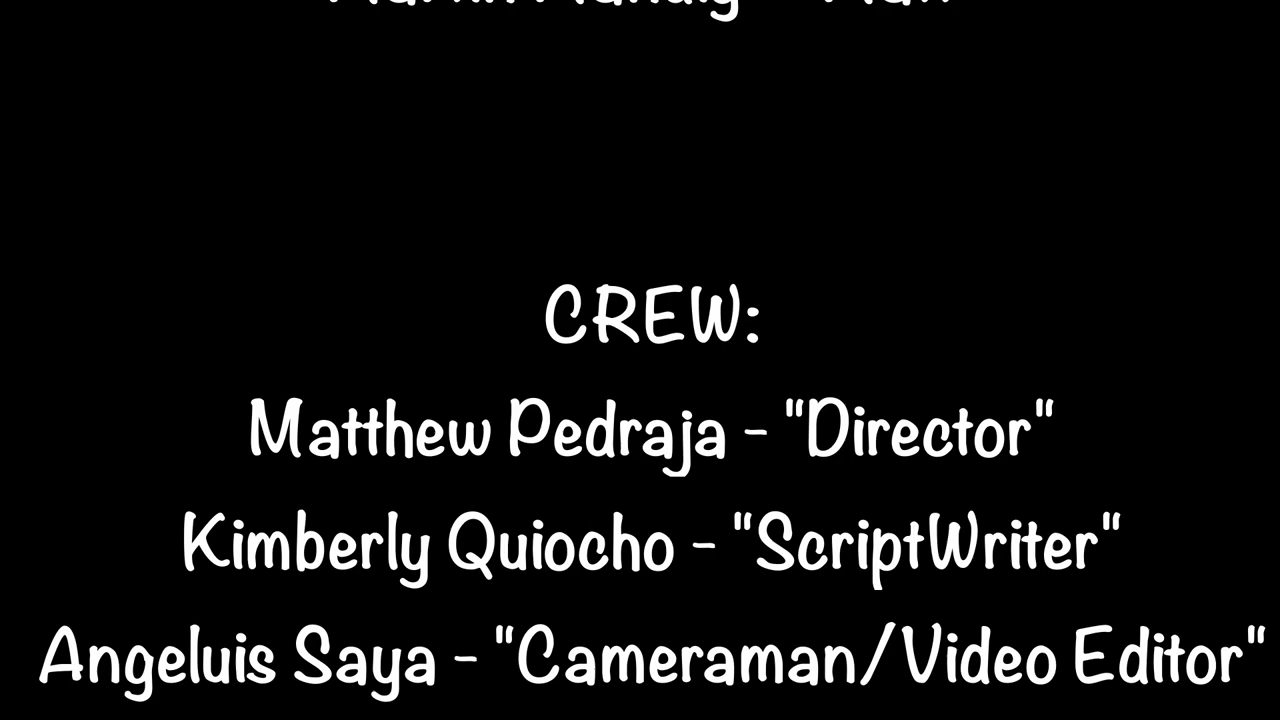 CREW:
Matthew Pedraja - "Director"
Kimberly Quiocho - "ScriptWriter"
Angeluis Saya - "Cameraman/Video Editor"